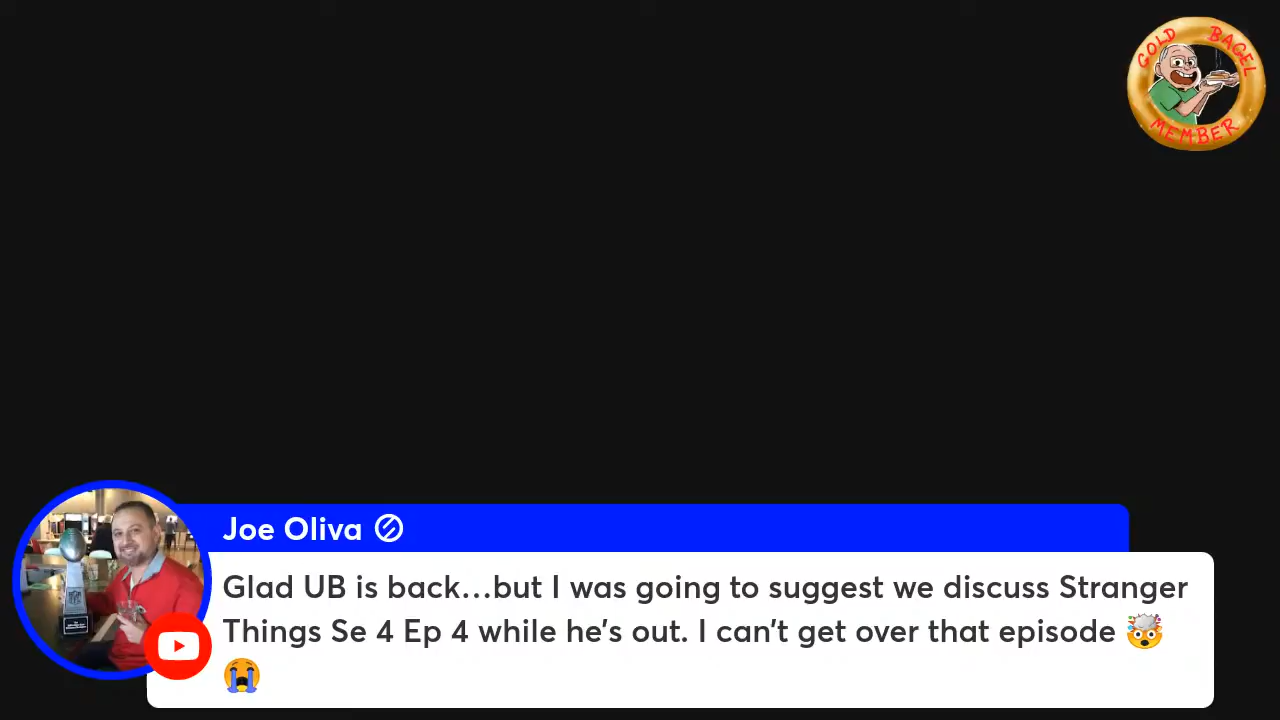 GOLD BAGEL
MEMBER
Joe Oliva
Glad UB is back...but I was going to suggest we discuss Stranger
Things Se 4 Ep 4 while he's out. I can't get over that episode 🤯
😭